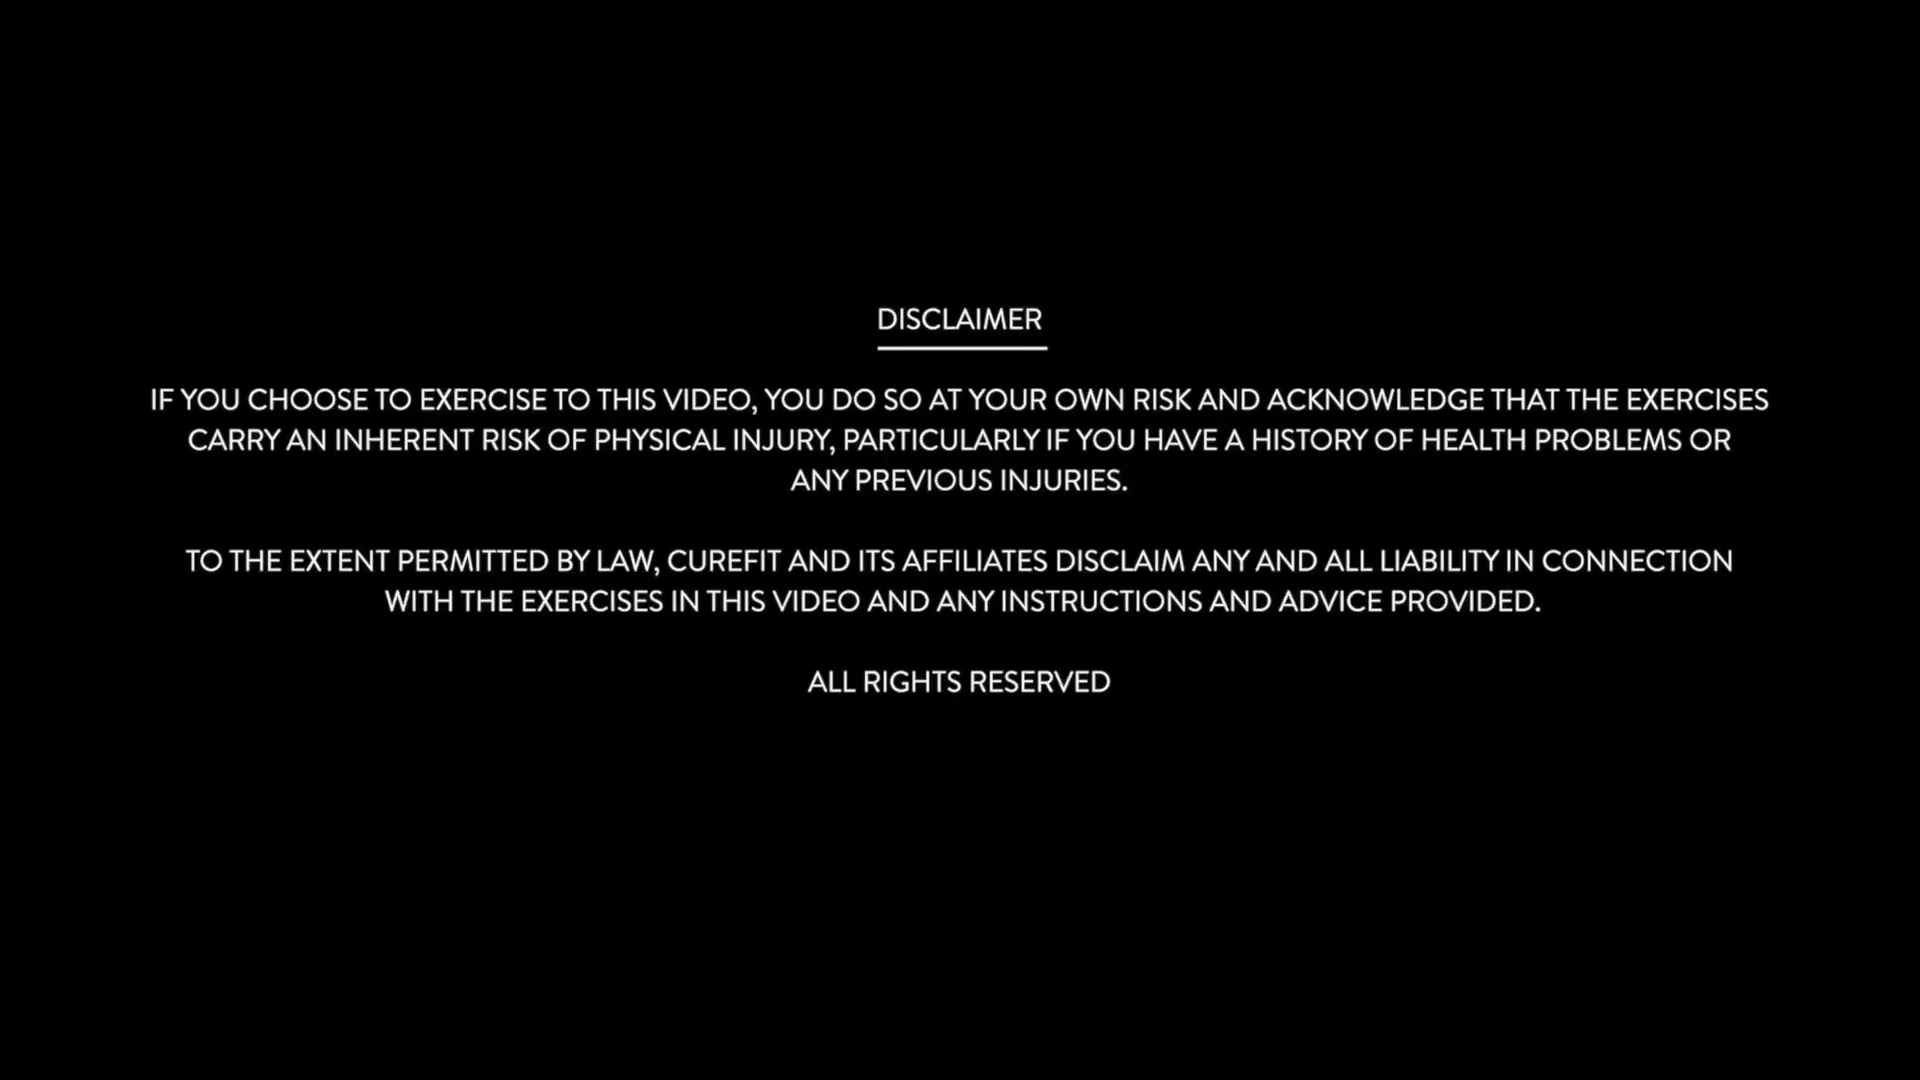 DISCLAIMER
IF YOU CHOOSE TO EXERCISE TO THIS VIDEO, YOU DO SO AT YOUR OWN RISK AND ACKNOWLEDGE THAT THE EXERCISES
CARRY AN INHERENT RISK OF PHYSICAL INJURY, PARTICULARLY IF YOU HAVE A HISTORY OF HEALTH PROBLEMS OR
ANY PREVIOUS INJURIES.
TO THE EXTENT PERMITTED BY LAW, CUREFIT AND ITS AFFILIATES DISCLAIM ANY AND ALL LIABILITY IN CONNECTION
WITH THE EXERCISES IN THIS VIDEO AND ANY INSTRUCTIONS AND ADVICE PROVIDED.
ALL RIGHTS RESERVED